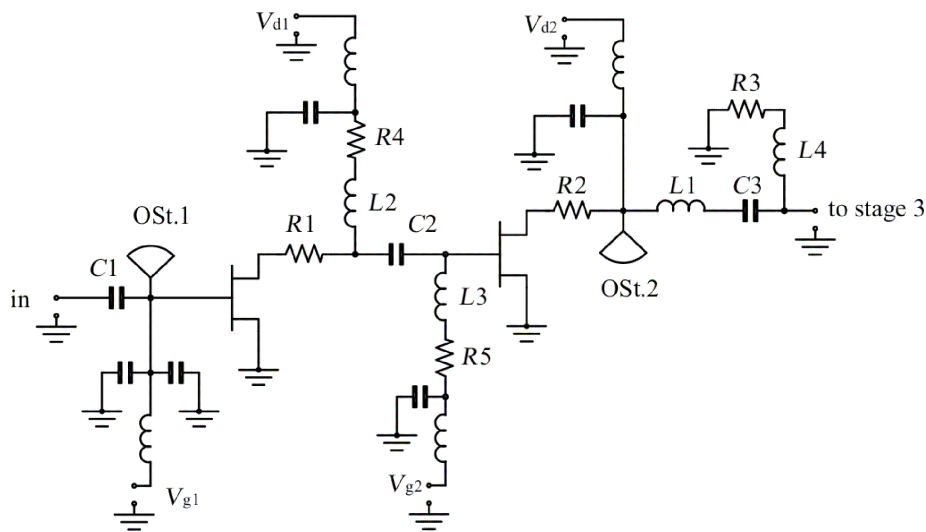 Vd1
Vd2
R3
R4
L4
R2
L1
C3
to stage 3
OSt.1
L2
R1
C2
C1
in
L3
OSt.2
R5
Vg1
Vg2